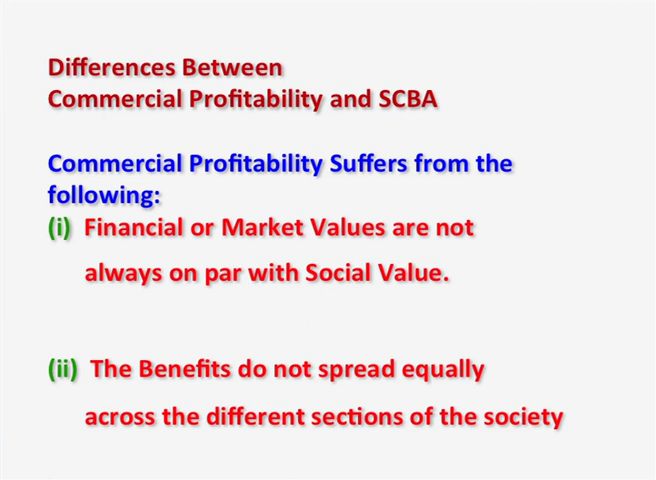 Differences Between
Commercial Profitability and SCBA
Commercial Profitability Suffers from the
following:
(i) Financial or Market Values are not
always on par with Social Value.
(ii) The Benefits do not spread equally
across the different sections of the society